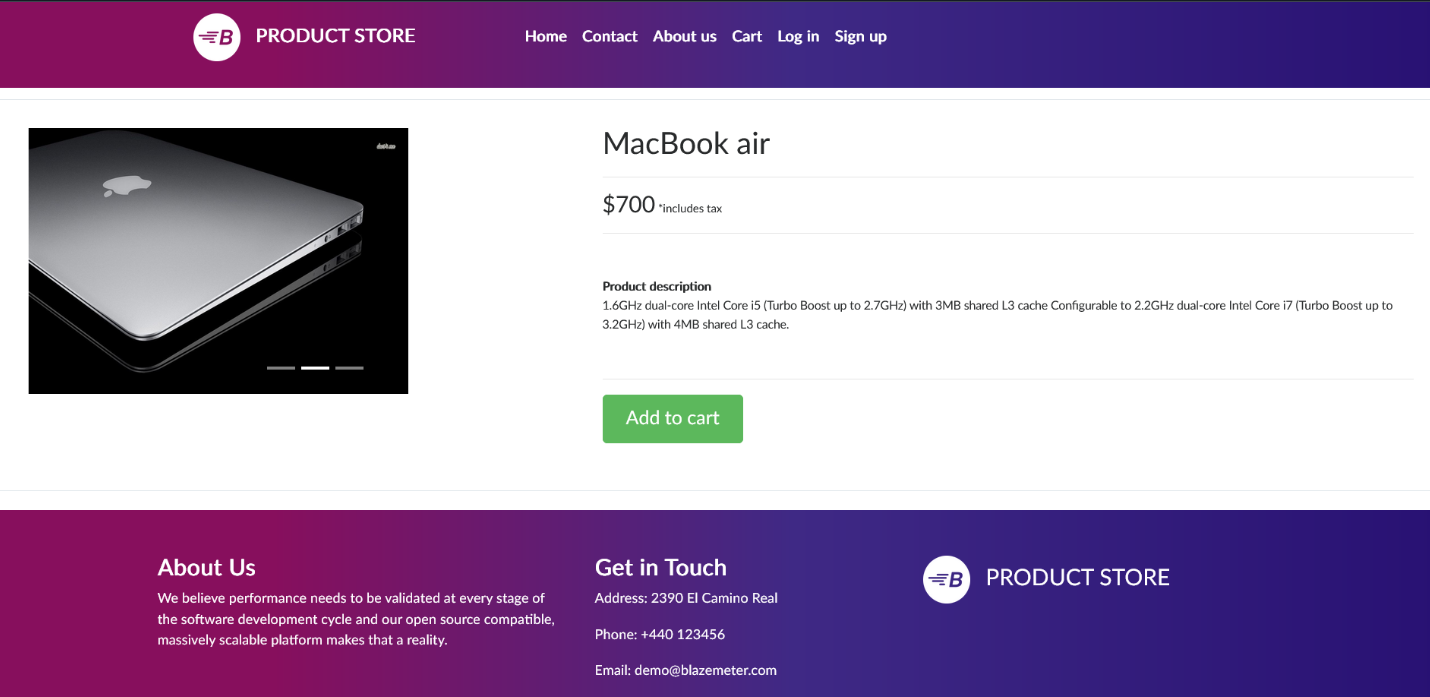 B PRODUCT STORE
Home Contact About us Cart Log in Sign up
MacBook air
$700 *includes tax
Product description
1.6GHz dual-core Intel Core i5 (Turbo Boost up to 2.7GHz) with 3MB shared L3 cache Configurable to 2.2GHz dual-core Intel Core i7 (Turbo Boost up to
3.2GHz) with 4MB shared L3 cache.
Add to cart
About Us
We believe performance needs to be validated at every stage of
the software development cycle and our open source compatible,
massively scalable platform makes that a reality.
Get in Touch
Address: 2390 El Camino Real
Phone: +440 123456
Email: demo@blazemeter.com
B PRODUCT STORE